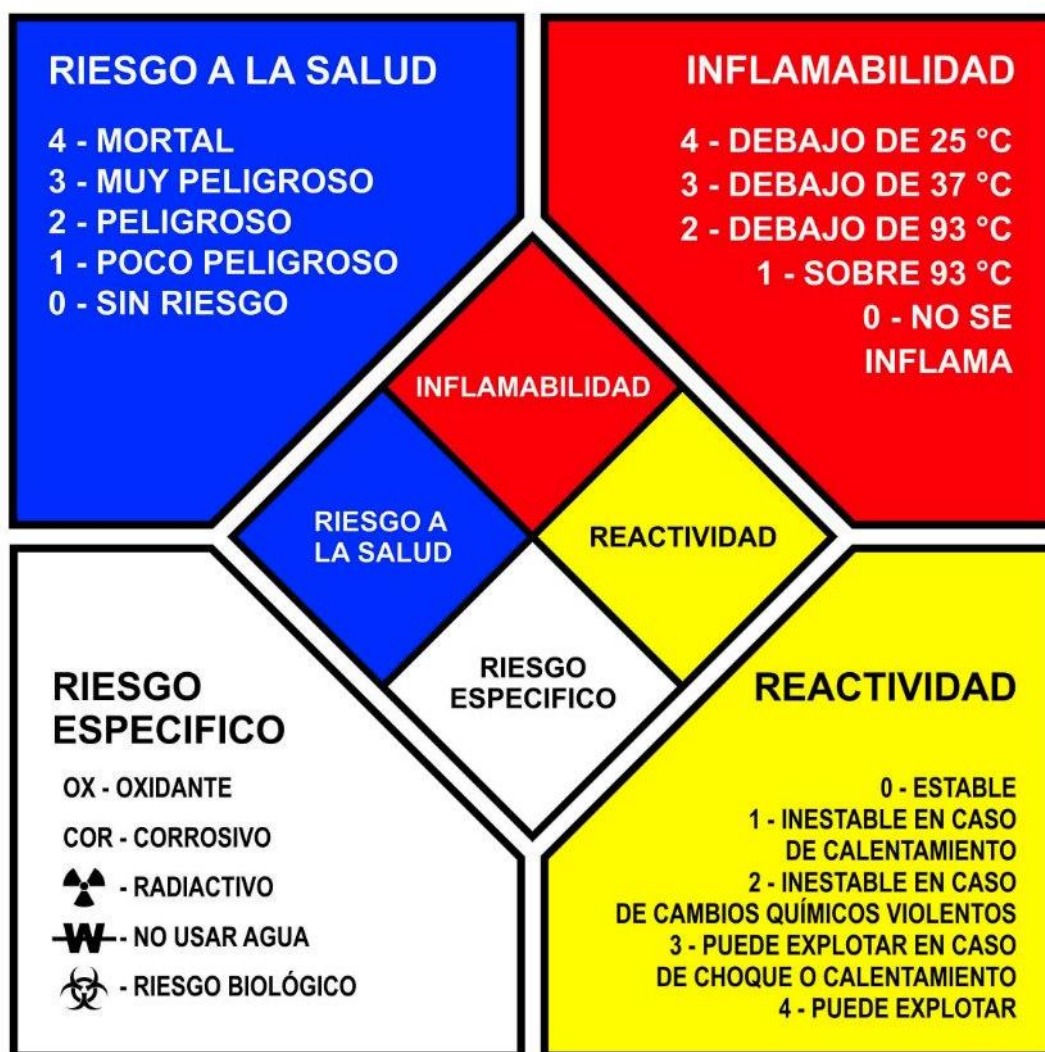 RIESGO A LA SALUD
4 - MORTAL
3 - MUY PELIGROSO
2 - PELIGROSO
1 - POCO PELIGROSO
0 - SIN RIESGO
INFLAMABILIDAD
4 - DEBAJO DE 25 °C
3 - DEBAJO DE 37 °C
2 - DEBAJO DE 93 °C
1 - SOBRE 93 °C
0 - NO SE
INFLAMA
INFLAMABILIDAD
RIESGO A
LA SALUD
REACTIVIDAD
RIESGO
ESPECIFICO
RIESGO
ESPECIFICO
OX - OXIDANTE
COR - CORROSIVO
- RADIACTIVO
W - NO USAR AGUA
- RIESGO BIOLÓGICO
REACTIVIDAD
0 - ESTABLE
1 - INESTABLE EN CASO
DE CALENTAMIENTO
2 - INESTABLE EN CASO
DE CAMBIOS QUÍMICOS VIOLENTOS
3 - PUEDE EXPLOTAR EN CASO
DE CHOQUE O CALENTAMIENTO
4 - PUEDE EXPLOTAR